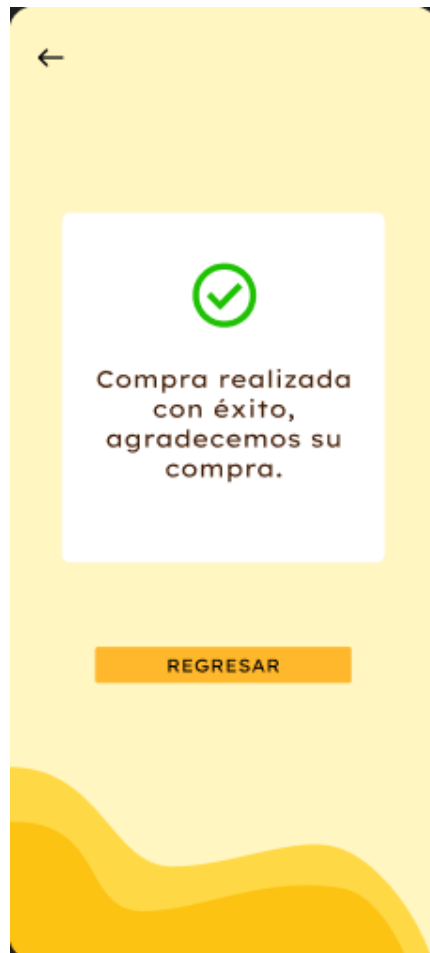 Compra realizada
con éxito,
agradecemos su
compra.
REGRESAR